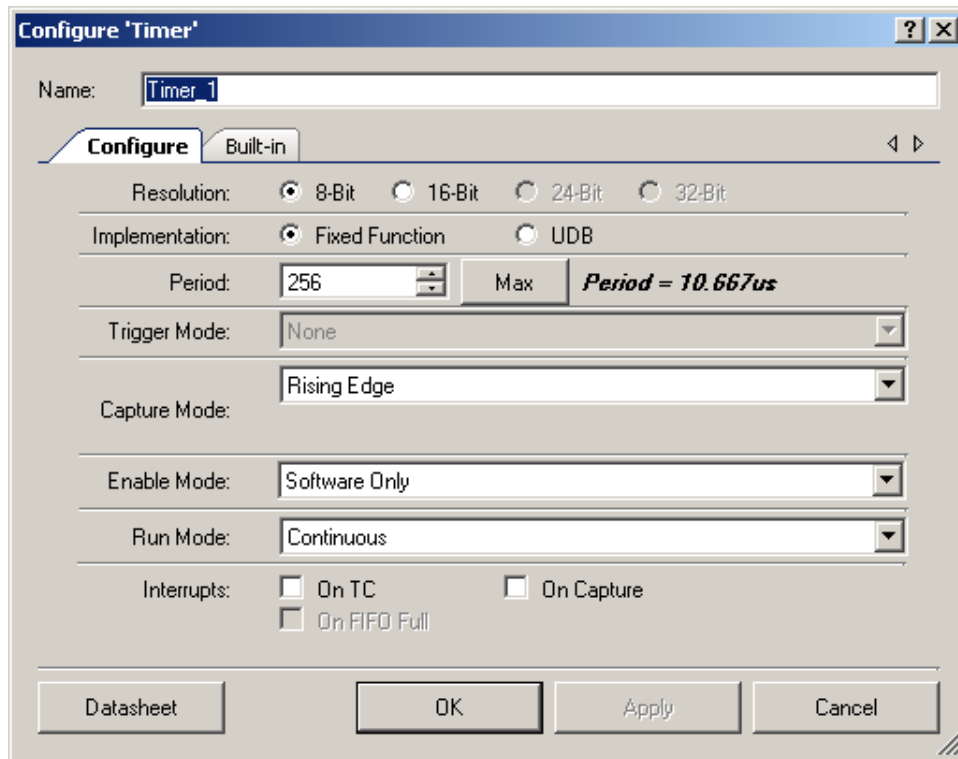 Configure 'Timer'
Name: Timer_1
Configure Built-in
Resolution: 8-Bit 16-Bit 24-Bit 32-Bit
Implementation: Fixed Function UDB
Period: 256 Max Period = 10.667us
Trigger Mode: None
Capture Mode: Rising Edge
Enable Mode: Software Only
Run Mode: Continuous
Interrupts: On TC On Capture
On FIFO Full
Datasheet OK Apply Cancel